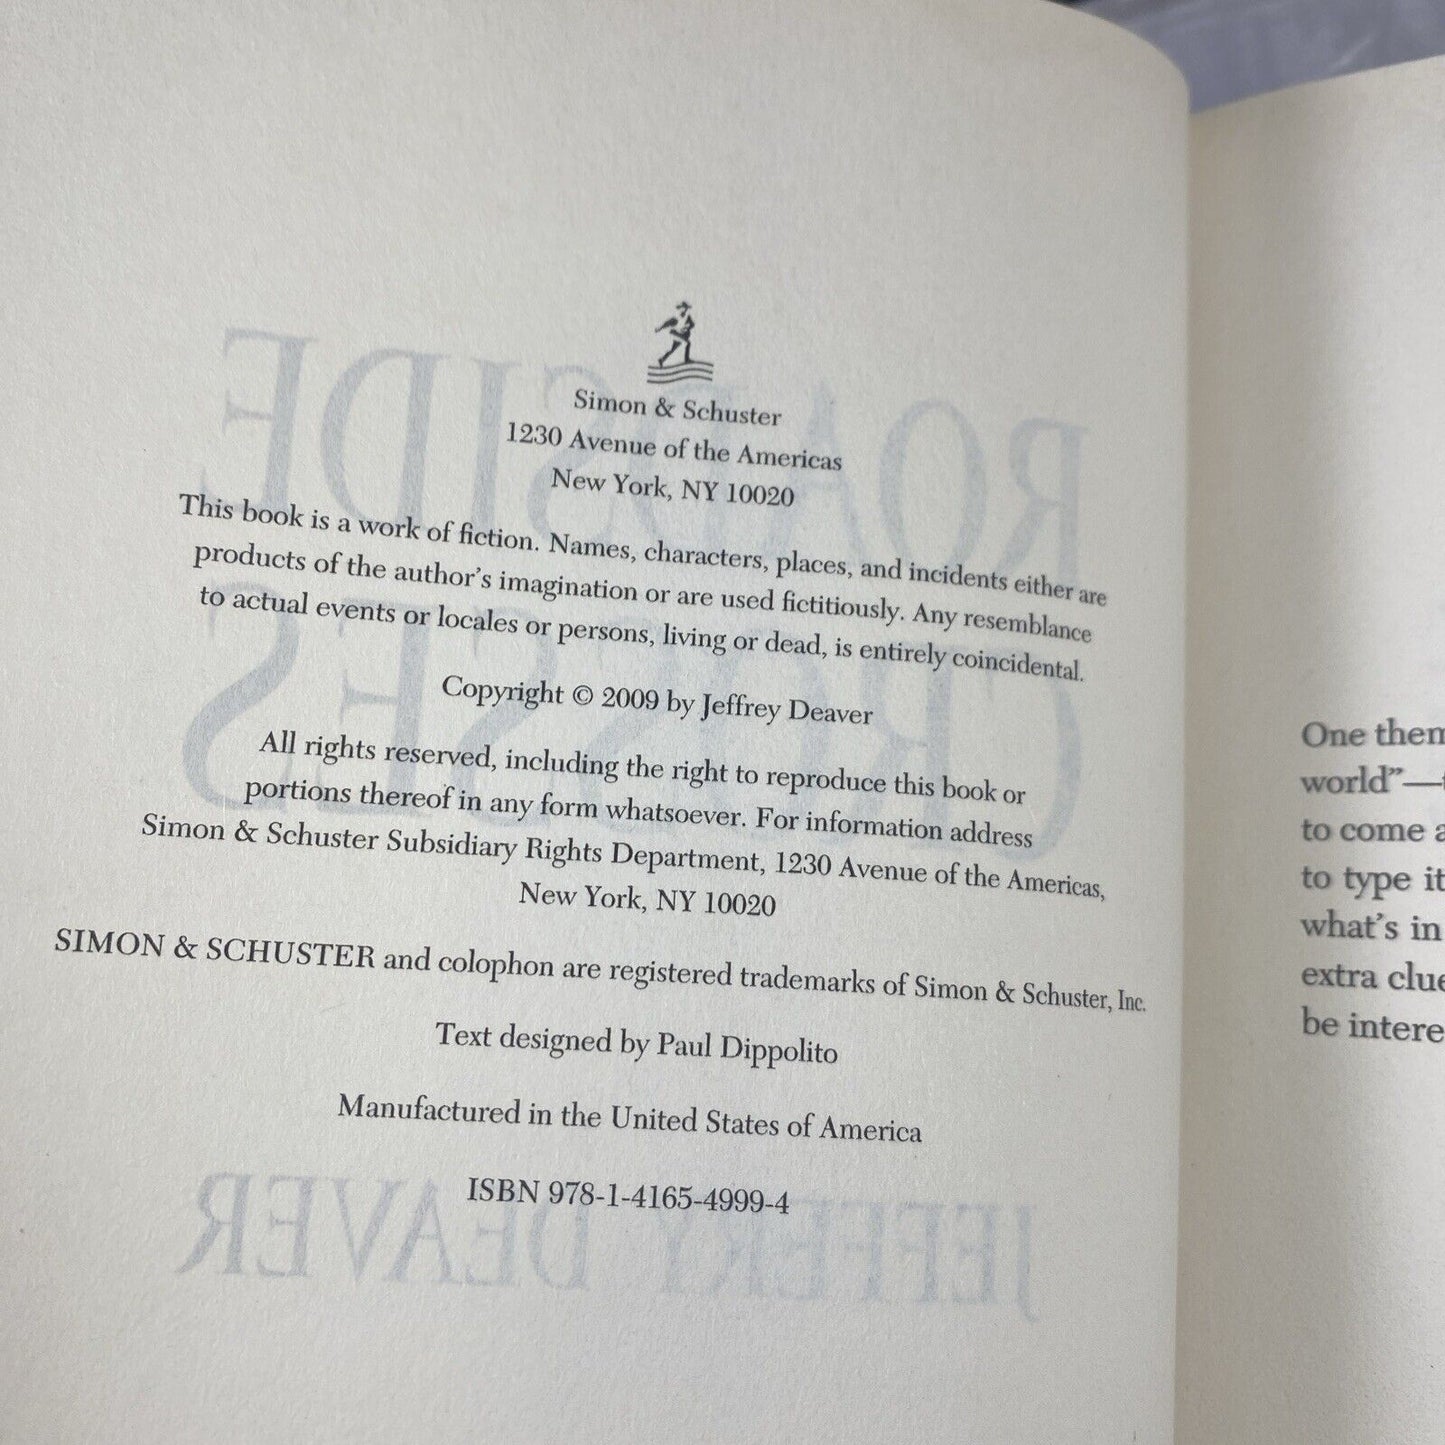 Simon & Schuster
1230 Avenue of the Americas
New York, NY 10020
This book is a work of fiction. Names, characters, places, and incidents either are
products of the author's imagination or are used fictitiously. Any resemblance
to actual events or locales or persons, living or dead, is entirely coincidental.
Copyright © 2009 by Jeffrey Deaver
All rights reserved, including the right to reproduce this book or
portions thereof in any form whatsoever. For information address
Simon & Schuster Subsidiary Rights Department, 1230 Avenue of the Americas,
New York, NY 10020
SIMON & SCHUSTER and colophon are registered trademarks of Simon & Schuster, Inc.
Text designed by Paul Dippolito
Manufactured in the United States of America
ISBN 978-1-4165-4999-4
ROADSIDE
CROSSES
JEFFERY DEAVER
One
world"—
to come
to type
what's in
extra
be